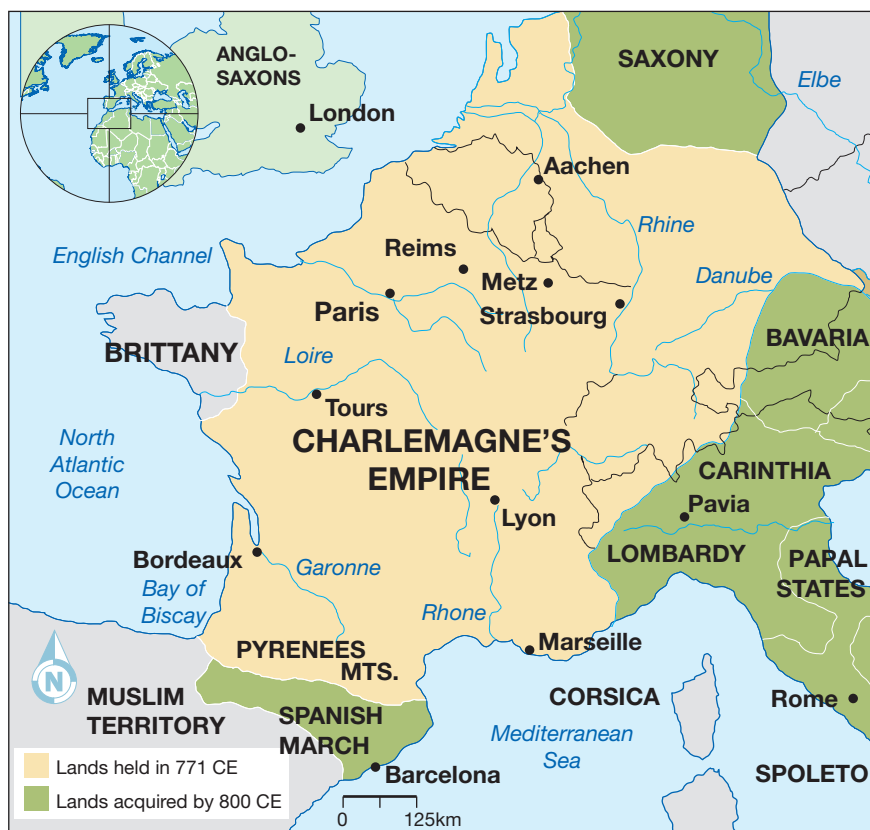 ANGLO-
SAXONS
London
SAXONY
Elbe
Aachen
Rhine
English Channel
Reims
Metz
Danube
Paris
Strasbourg
BRITTANY
Loire
BAVARIA
Tours
North
Atlantic
Ocean
CHARLEMAGNE'S
EMPIRE
CARINTHIA
Pavia
Lyon
Bordeaux
Garonne
LOMBARDY
PAPAL
STATES
Bay of
Biscay
Rhone
PYRENEES
MTS.
Marseille
N
MUSLIM
TERRITORY
SPANISH
MARCH
CORSICA
Rome
Mediterranean
Sea
Barcelona
SPOLETO
Lands held in 771 CE
Lands acquired by 800 CE
0 125km